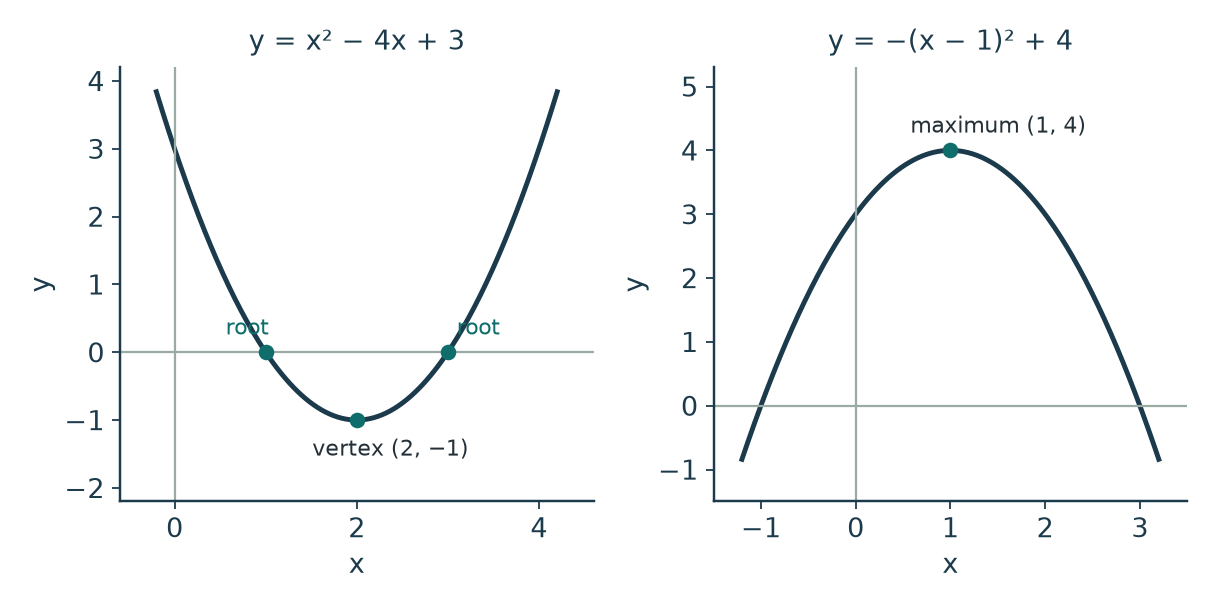 y = x² − 4x + 3
4
3
2
1
0
−1
−2
y
root
root
vertex (2, −1)
0
2
4
x
y = −(x − 1)² + 4
5
4
3
2
1
0
−1
y
maximum (1, 4)
−1
0
1
2
3
x